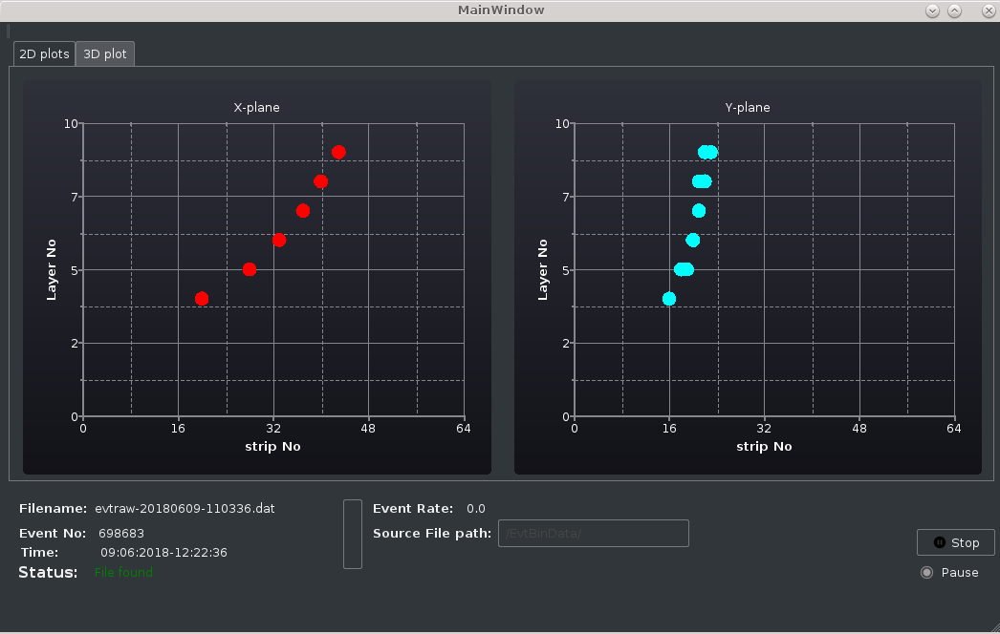 MainWindow
2D plots 3D plot
X-plane
10
7
5
2
0
0 16 32 48 64
Layer No
strip No
Y-plane
10
7
5
2
0
0 16 32 48 64
Layer No
strip No
Filename: evtraw-20180609-110336.dat
Event No: 698683
Time: 09:06:2018-12:22:36
Status: File found
Event Rate: 0.0
Source File path: /EvtBinData/
Stop
Pause